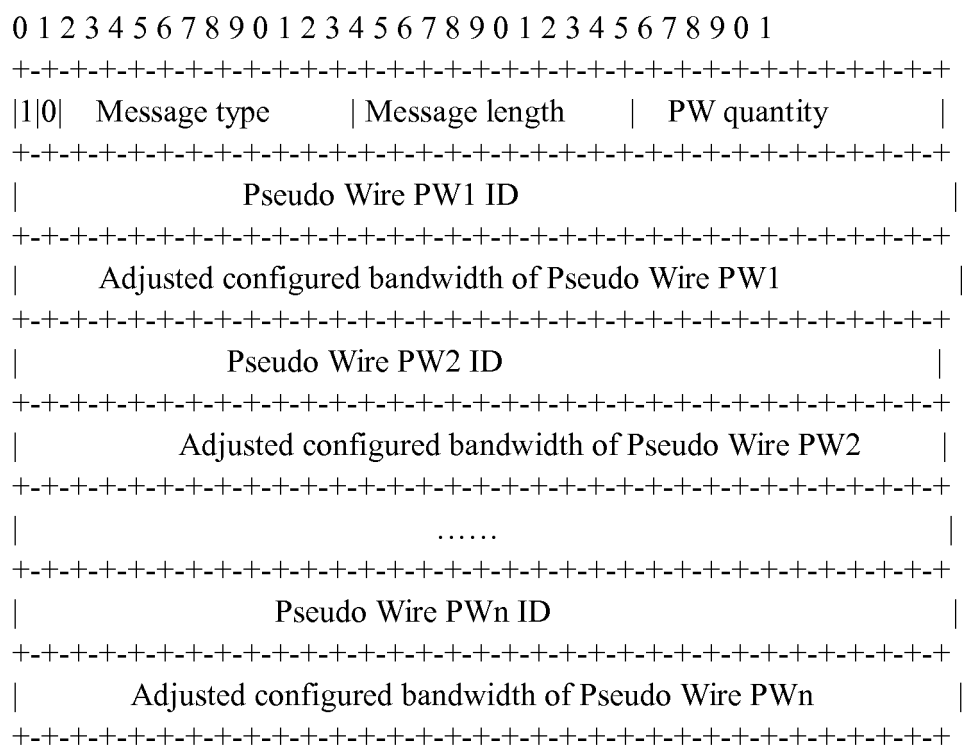 0 1 2 3 4 5 6 7 8 9 0 1 2 3 4 5 6 7 8 9 0 1 2 3 4 5 6 7 8 9 0 1
+-+-+-+-+-+-+-+-+-+-+-+-+-+-+-+-+-+-+-+-+-+-+-+-+-+-+-+-+-+-+-+-+
|1|0| Message type | Message length | PW quantity |
+-+-+-+-+-+-+-+-+-+-+-+-+-+-+-+-+-+-+-+-+-+-+-+-+-+-+-+-+-+-+-+-+
| Pseudo Wire PW1 ID |
+-+-+-+-+-+-+-+-+-+-+-+-+-+-+-+-+-+-+-+-+-+-+-+-+-+-+-+-+-+-+-+-+
| Adjusted configured bandwidth of Pseudo Wire PW1 |
+-+-+-+-+-+-+-+-+-+-+-+-+-+-+-+-+-+-+-+-+-+-+-+-+-+-+-+-+-+-+-+-+
| Pseudo Wire PW2 ID |
+-+-+-+-+-+-+-+-+-+-+-+-+-+-+-+-+-+-+-+-+-+-+-+-+-+-+-+-+-+-+-+-+
| Adjusted configured bandwidth of Pseudo Wire PW2 |
+-+-+-+-+-+-+-+-+-+-+-+-+-+-+-+-+-+-+-+-+-+-+-+-+-+-+-+-+-+-+-+-+
| ...... |
+-+-+-+-+-+-+-+-+-+-+-+-+-+-+-+-+-+-+-+-+-+-+-+-+-+-+-+-+-+-+-+-+
| Pseudo Wire PWn ID |
+-+-+-+-+-+-+-+-+-+-+-+-+-+-+-+-+-+-+-+-+-+-+-+-+-+-+-+-+-+-+-+-+
| Adjusted configured bandwidth of Pseudo Wire PWn |
+-+-+-+-+-+-+-+-+-+-+-+-+-+-+-+-+-+-+-+-+-+-+-+-+-+-+-+-+-+-+-+-+